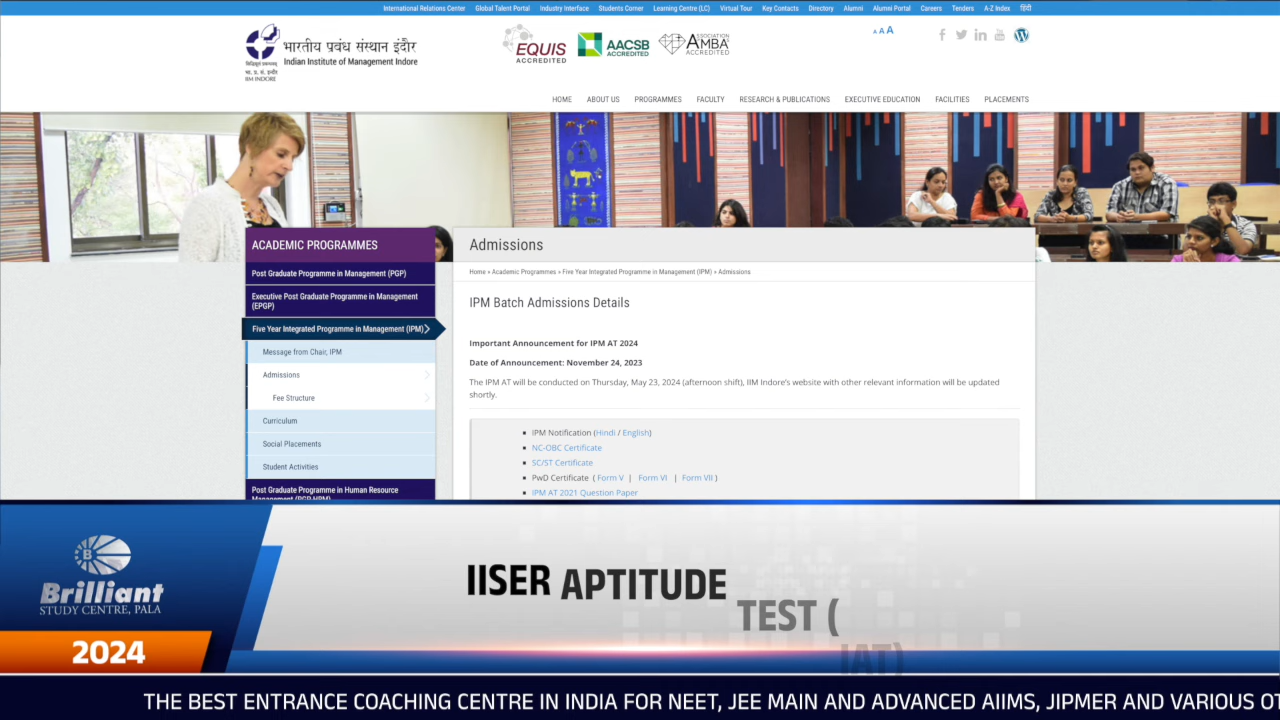 International Relations Center Global Talent Portal Industry Interface Students Corner Learning Centre (LC) Virtual Tour Key Contacts Directory Alumni Alumni Portal Careers Tenders A-Z Index हिंदी
भारतीय प्रबंध संस्थान इंदौर
Indian Institute of Management Indore
भा. प्र. सं. इन्दौर
IIM INDORE
EQUIS
ACCREDITED
AACSB
ACCREDITED
ASSOCIATION
AMBA
ACCREDITED
A A A
HOME ABOUT US PROGRAMMES FACULTY RESEARCH & PUBLICATIONS EXECUTIVE EDUCATION FACILITIES PLACEMENTS
ACADEMIC PROGRAMMES
Post Graduate Programme in Management (PGP)
Executive Post Graduate Programme in Management
(EPGP)
Five Year Integrated Programme in Management (IPM)
Message from Chair, IPM
Admissions
Fee Structure
Curriculum
Social Placements
Student Activities
Post Graduate Programme in Human Resource
Management (PGP-HRM)
Admissions
Home » Academic Programmes » Five Year Integrated Programme in Management (IPM) » Admissions
IPM Batch Admissions Details
Important Announcement for IPM AT 2024
Date of Announcement: November 24, 2023
The IPM AT will be conducted on Thursday, May 23, 2024 (afternoon shift), IIM Indore's website with other relevant information will be updated
shortly.
IPM Notification (Hindi / English)
NC-OBC Certificate
SC/ST Certificate
PwD Certificate ( Form V | Form VI | Form VII )
IPM AT 2021 Question Paper
B
Brilliant
STUDY CENTRE, PALA
2024
IISER APTITUDE
TEST (
IAT)
THE BEST ENTRANCE COACHING CENTRE IN INDIA FOR NEET, JEE MAIN AND ADVANCED AIIMS, JIPMER AND VARIOUS OT